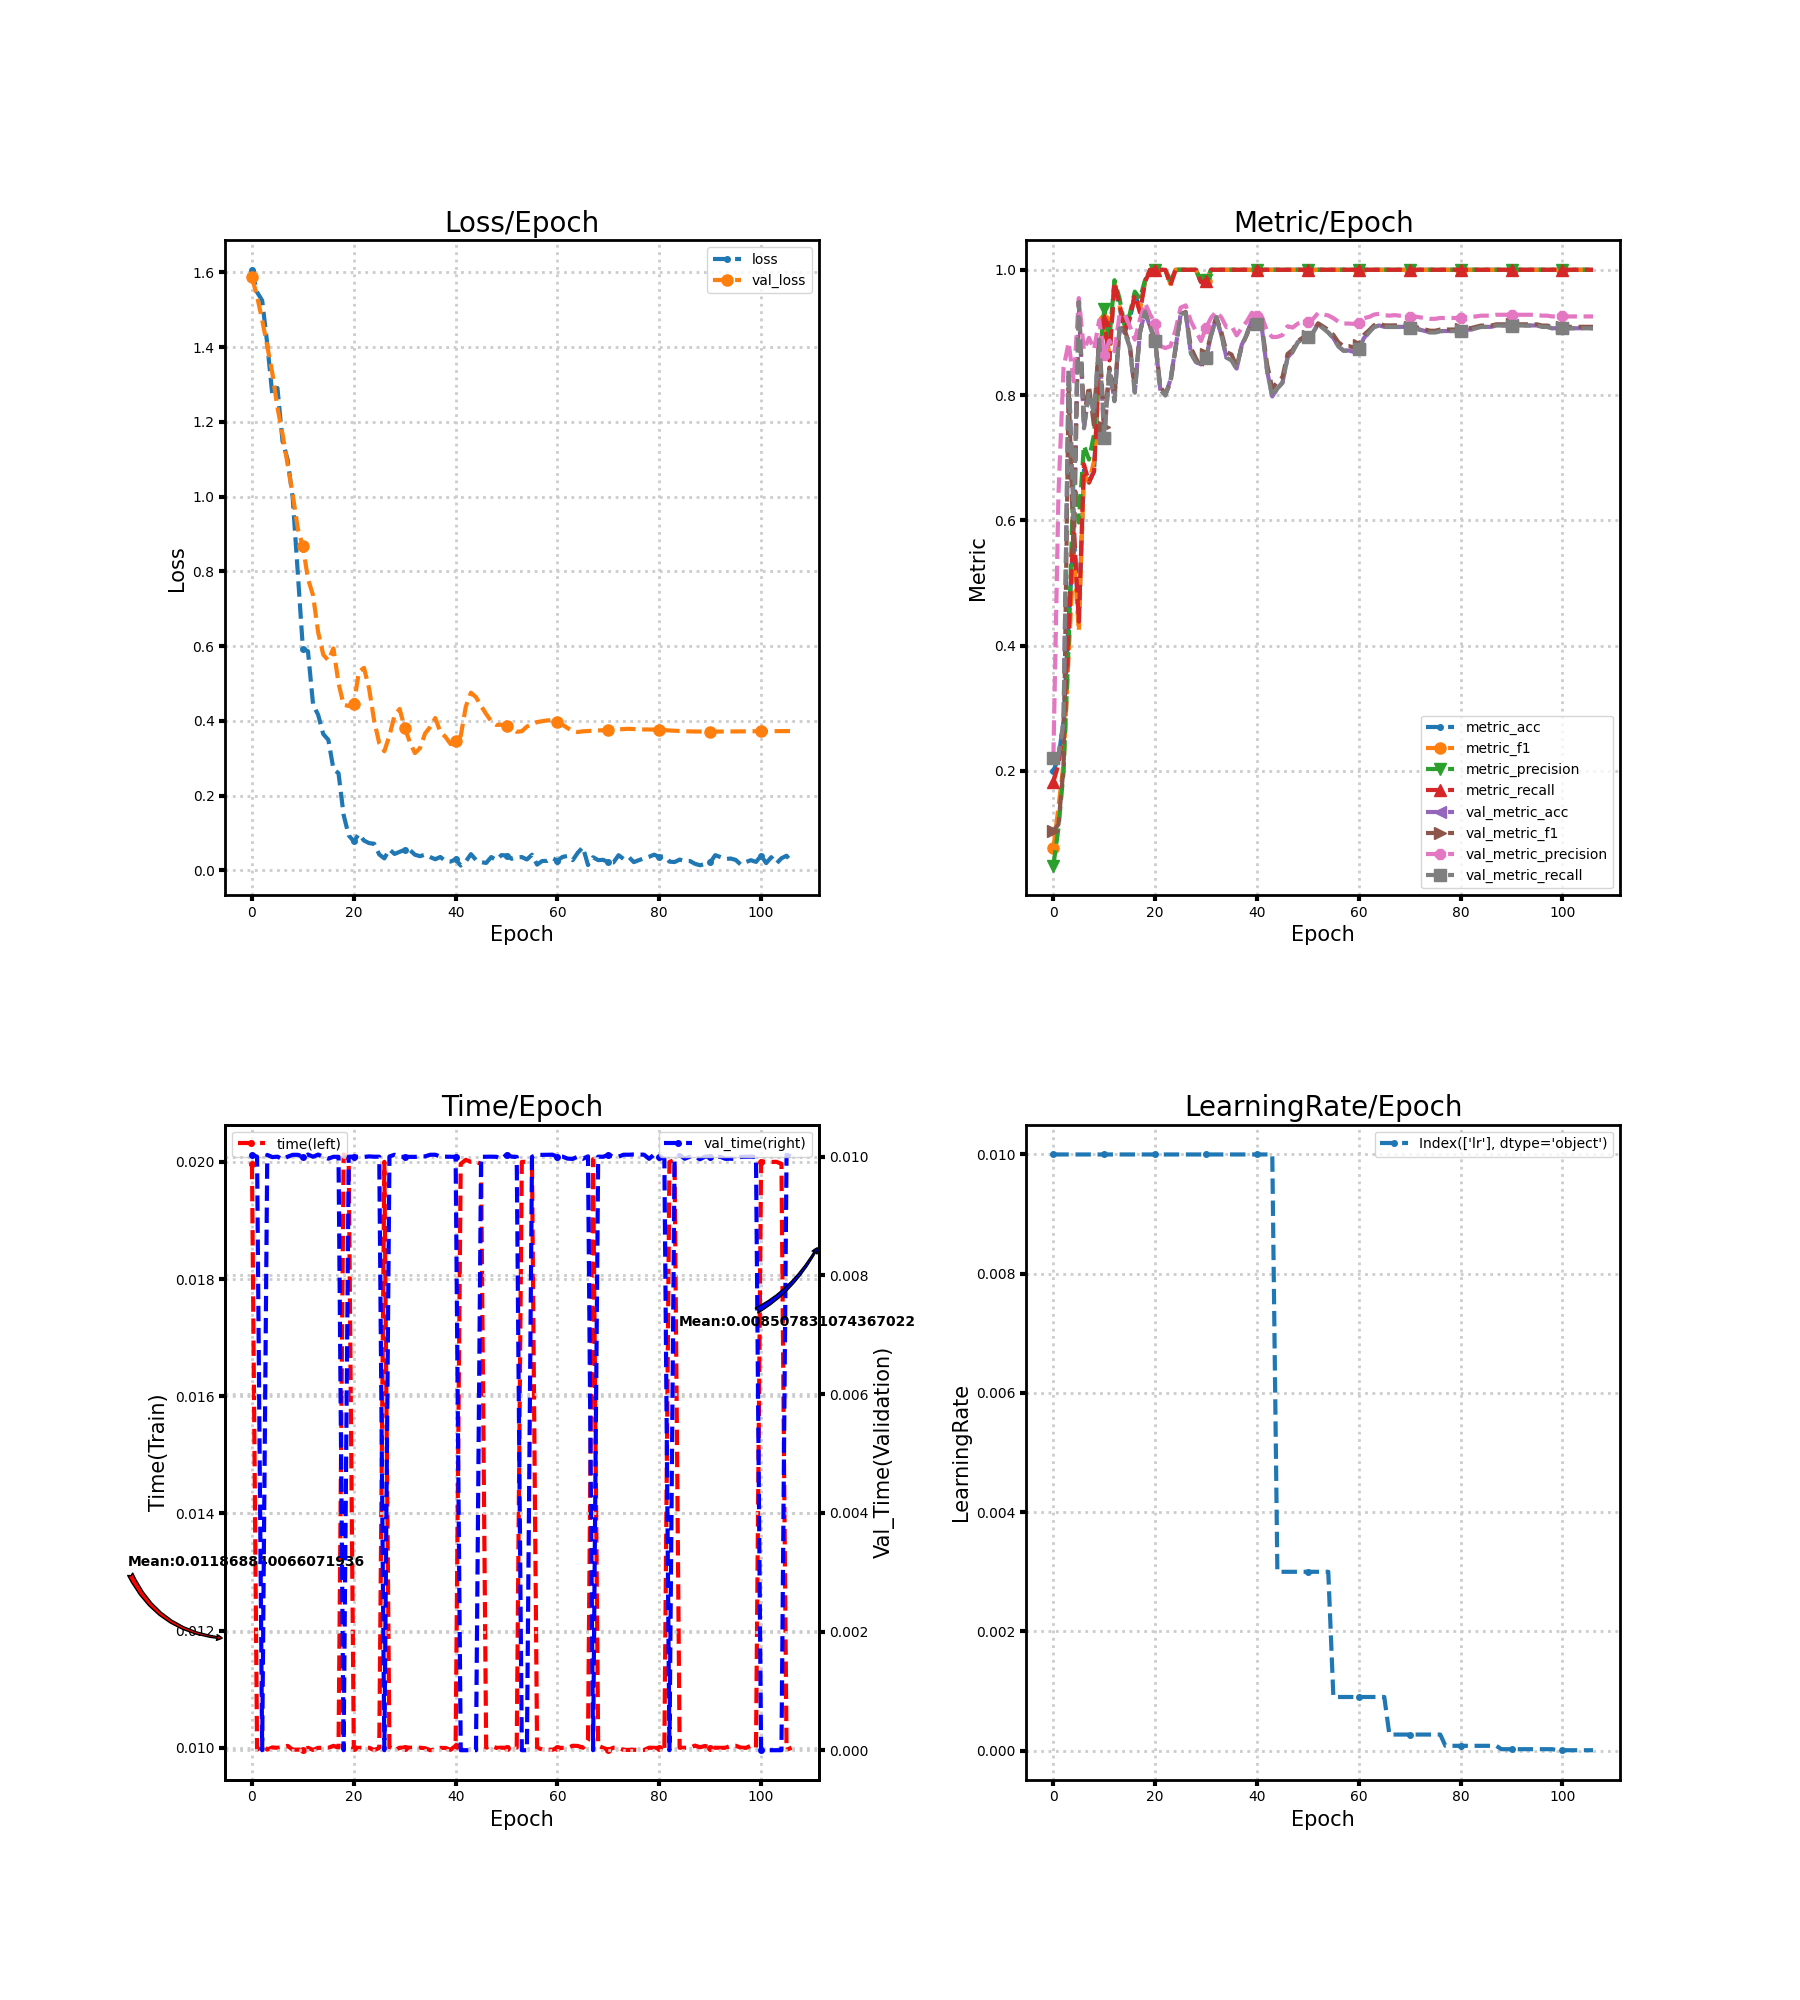 Loss/Epoch
loss
val_loss
1.6
1.4
1.2
1.0
0.8
0.6
0.4
0.2
0.0
Loss
0 20 40 60 80 100
Epoch
Metric/Epoch
1.0
0.8
0.6
0.4
0.2
Metric
metric_acc
metric_f1
metric_precision
metric_recall
val_metric_acc
val_metric_f1
val_metric_precision
val_metric_recall
0 20 40 60 80 100
Epoch
Time/Epoch
time(left)
val_time(right)
0.020
0.018
0.016
0.014
0.012
0.010
Time(Train)
Mean:0.011868840066071936
0.010
0.008
0.006
0.004
0.002
0.000
Val_Time(Validation)
Mean:0.008507831074367022
0 20 40 60 80 100
Epoch
LearningRate/Epoch
Index(['lr'], dtype='object')
0.010
0.008
0.006
0.004
0.002
0.000
LearningRate
0 20 40 60 80 100
Epoch